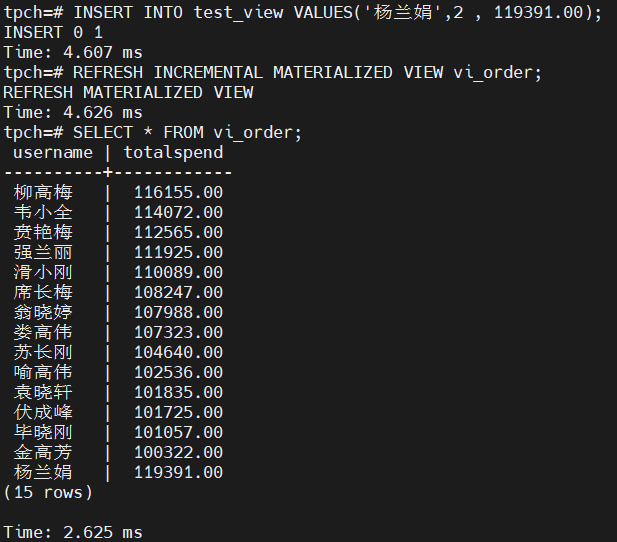 tpch=# INSERT INTO test_view VALUES('杨兰娟',2 , 119391.00);
INSERT 0 1
Time: 4.607 ms
tpch=# REFRESH INCREMENTAL MATERIALIZED VIEW vi_order;
REFRESH MATERIALIZED VIEW
Time: 4.626 ms
tpch=# SELECT * FROM vi_order;
 username | totalspend
----------+------------
 柳高梅   |  116155.00
 韦小全   |  114072.00
 贲艳梅   |  112565.00
 强兰丽   |  111925.00
 滑小刚   |  110089.00
 席长梅   |  108247.00
 翁晓婷   |  107988.00
 娄高伟   |  107323.00
 苏长刚   |  104640.00
 喻高伟   |  102536.00
 袁晓轩   |  101835.00
 伏成峰   |  101725.00
 毕晓刚   |  101057.00
 金高芳   |  100322.00
 杨兰娟   |  119391.00
(15 rows)
Time: 2.625 ms